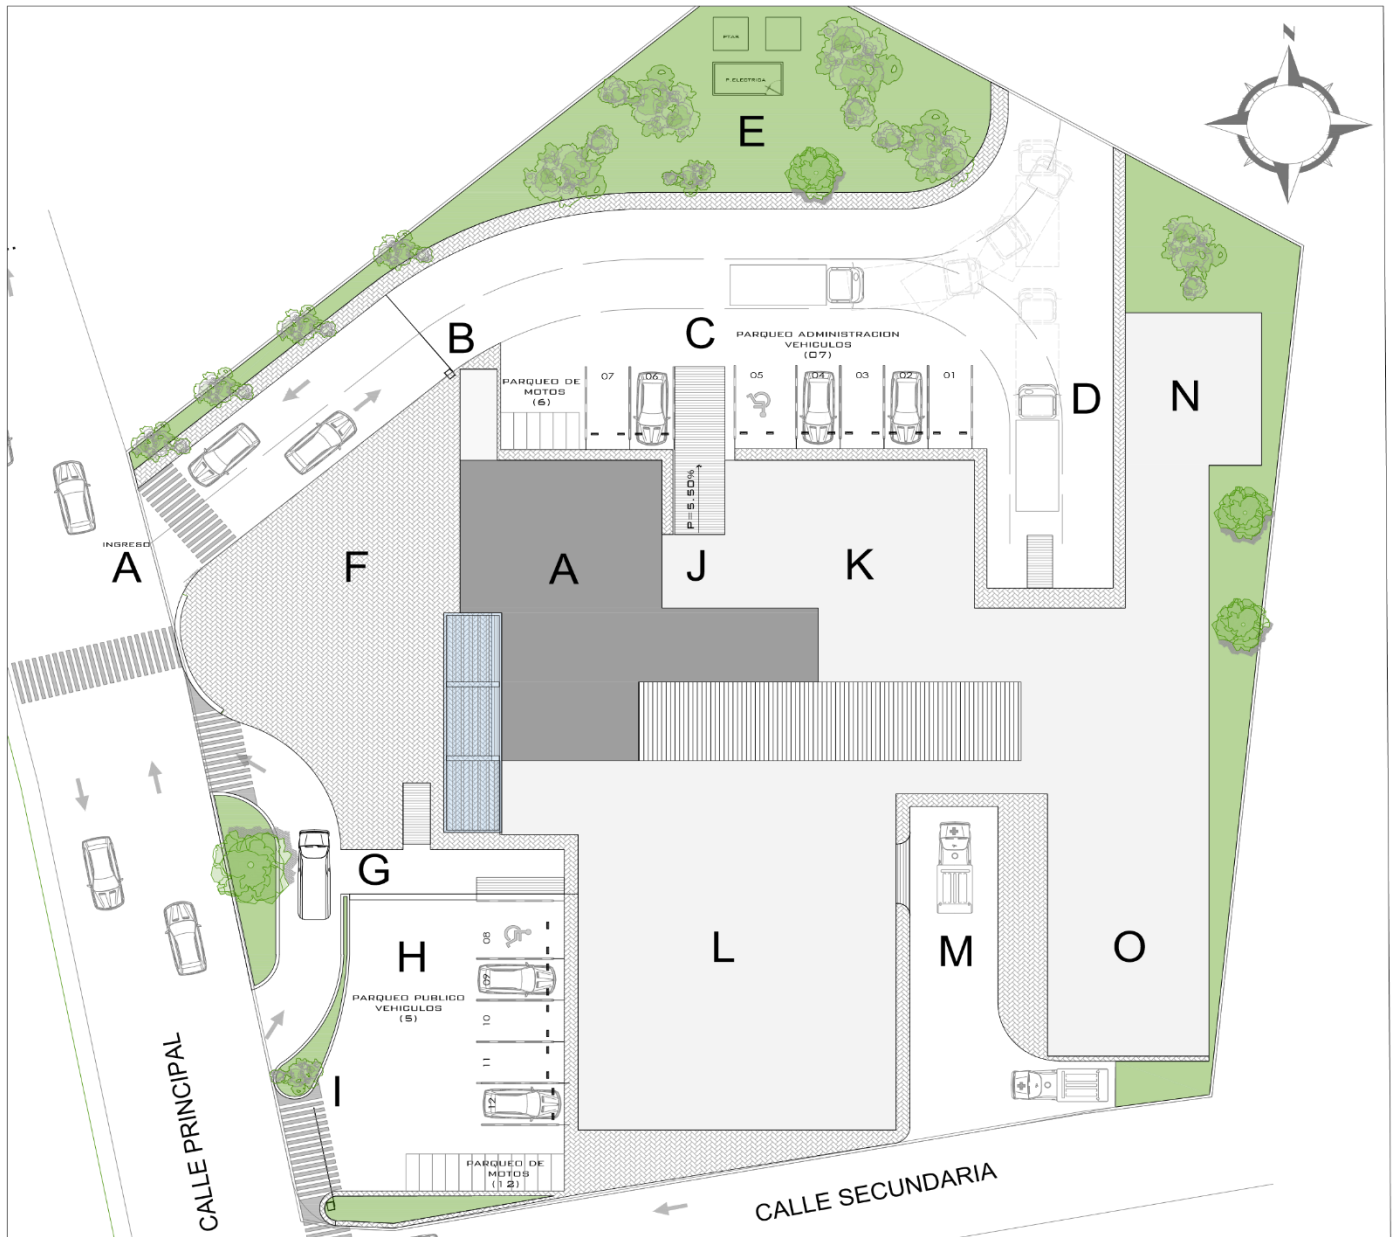 N
PTAR
P. ELECTRICA
E
B
C
PARQUEO ADMINISTRACION
VEHICULOS
(07)
PARQUEO DE
MOTOS
(6)
07
06
05
04
03
02
01
D
N
P=5.50%
INGRESO
A
F
A
J
K
G
H
PARQUEO PUBLICO
VEHICULOS
(5)
08
09
10
11
12
L
M
O
I
PARQUEO DE
MOTOS
(12)
CALLE PRINCIPAL
CALLE SECUNDARIA